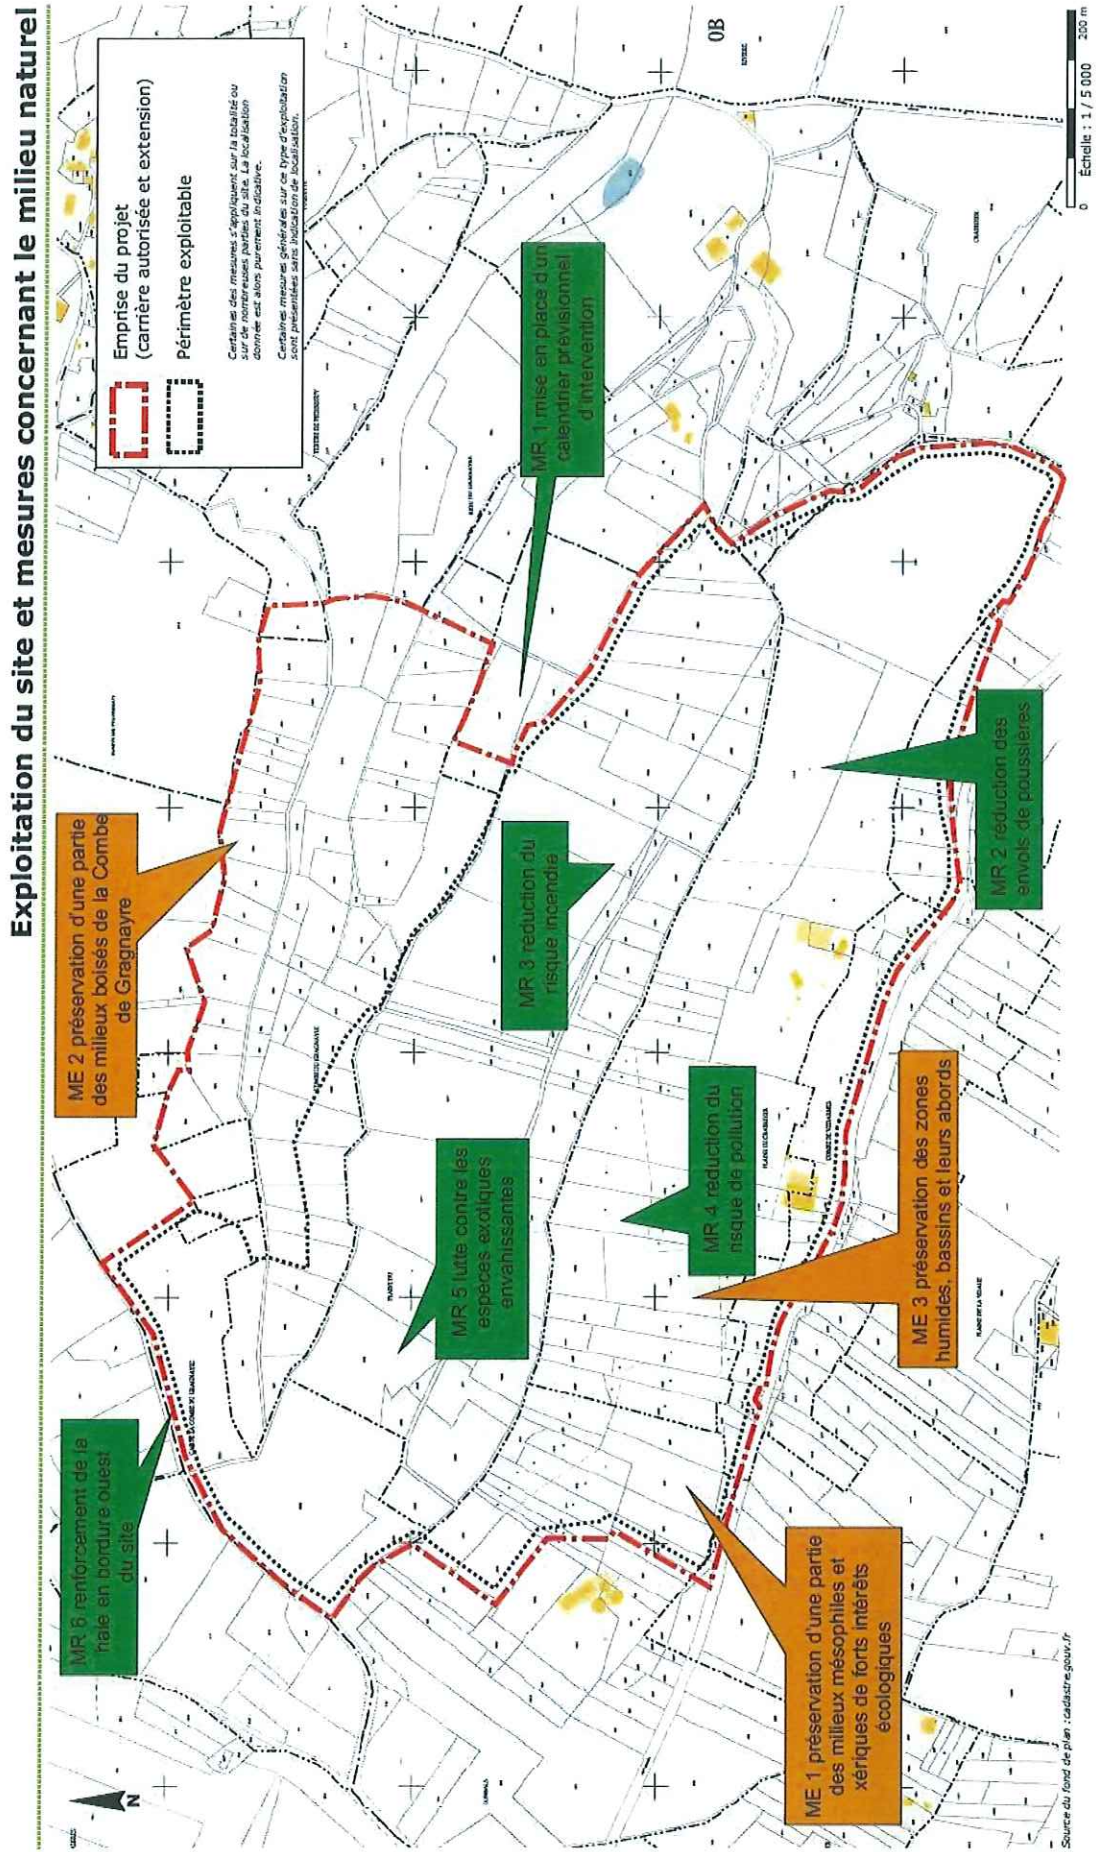 Exploitation du site et mesures concernant le milieu naturel
Emprise du projet
(carrière autorisée et extension)
Périmètre exploitable
Certaines des mesures s'appliquent sur la totalité ou
sur de nombreuses parties du site. La localisation
donnée est alors purement indicative.
Certaines mesures générales sur ce type d'exploitation
sont présentées sans indication de localisation.
N
MR 6 renforcement de la
haie en bordure ouest
du site
ME 2 préservation d'une partie
des milieux boisés de la Combe
de Gragnayre
MR 5 lutte contre les
espèces exotiques
envahissantes
MR 3 réduction du
risque incendie
MR 1 mise en place d'un
calendrier prévisionnel
d'intervention
MR 4 réduction du
risque de pollution
ME 1 préservation d'une partie
des milieux mésophiles et
xériques de forts intérêts
écologiques
ME 3 préservation des zones
humides, bassins et leurs abords
MR 2 réduction des
envols de poussières
0B
Source du fond de plan : cadastre.gouv.fr
0
200 m
Échelle : 1 / 5 000